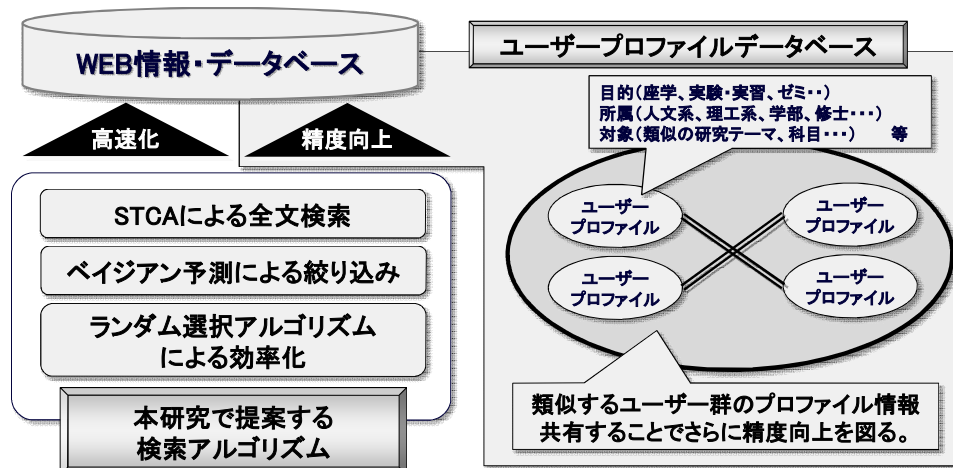 WEB情報・データベース
高速化
精度向上
STCAによる全文検索
ベイジアン予測による絞り込み
ランダム選択アルゴリズム
による効率化
本研究で提案する
検索アルゴリズム
ユーザープロファイルデータベース
目的(座学、実験・実習、ゼミ・・)
所属(人文系、理工系、学部、修士・・・)
対象(類似の研究テーマ、科目・・・)　等
ユーザー
プロファイル
ユーザー
プロファイル
ユーザー
プロファイル
ユーザー
プロファイル
類似するユーザー群のプロファイル情報
共有することでさらに精度向上を図る。